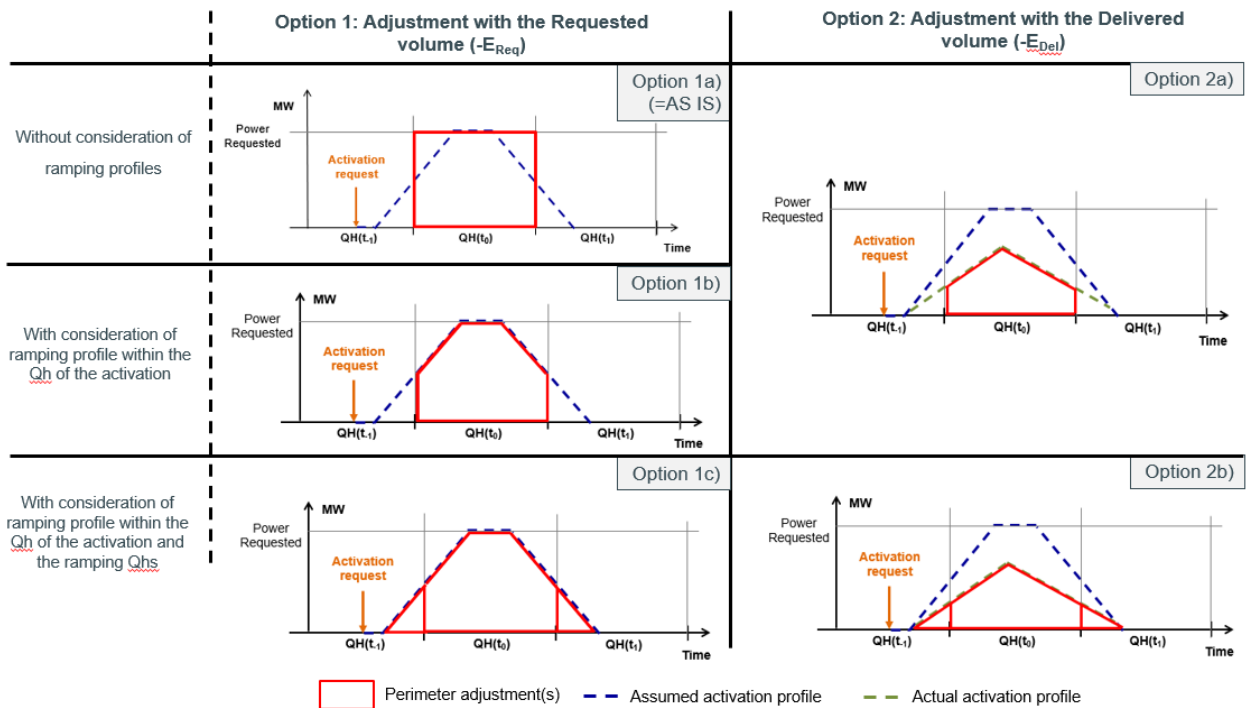 Option 1: Adjustment with the Requested
volume (-E_Req)
Option 2: Adjustment with the Delivered
volume (-E_Del)
Without consideration of
ramping profiles
Option 1a)
(=AS IS)
MW
Power
Requested
Activation
request
QH(t-1)
QH(t0)
QH(t1)
Time
Option 2a)
MW
Power
Requested
Activation
request
QH(t-1)
QH(t0)
QH(t1)
Time
With consideration of
ramping profile within the
Qh of the activation
Option 1b)
MW
Power
Requested
Activation
request
QH(t-1)
QH(t0)
QH(t1)
Time
With consideration of
ramping profile within the
Qh of the activation and
the ramping Qhs
Option 1c)
MW
Power
Requested
Activation
request
QH(t-1)
QH(t0)
QH(t1)
Time
Option 2b)
MW
Power
Requested
Activation
request
QH(t-1)
QH(t0)
QH(t1)
Time
Perimeter adjustment(s)
Assumed activation profile
Actual activation profile